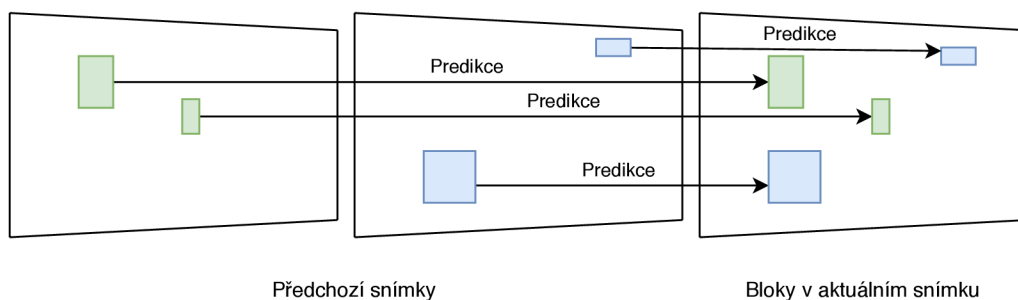 Predikce
Predikce
Predikce
Predikce
Předchozí snímky
Bloky v aktuálním snímku